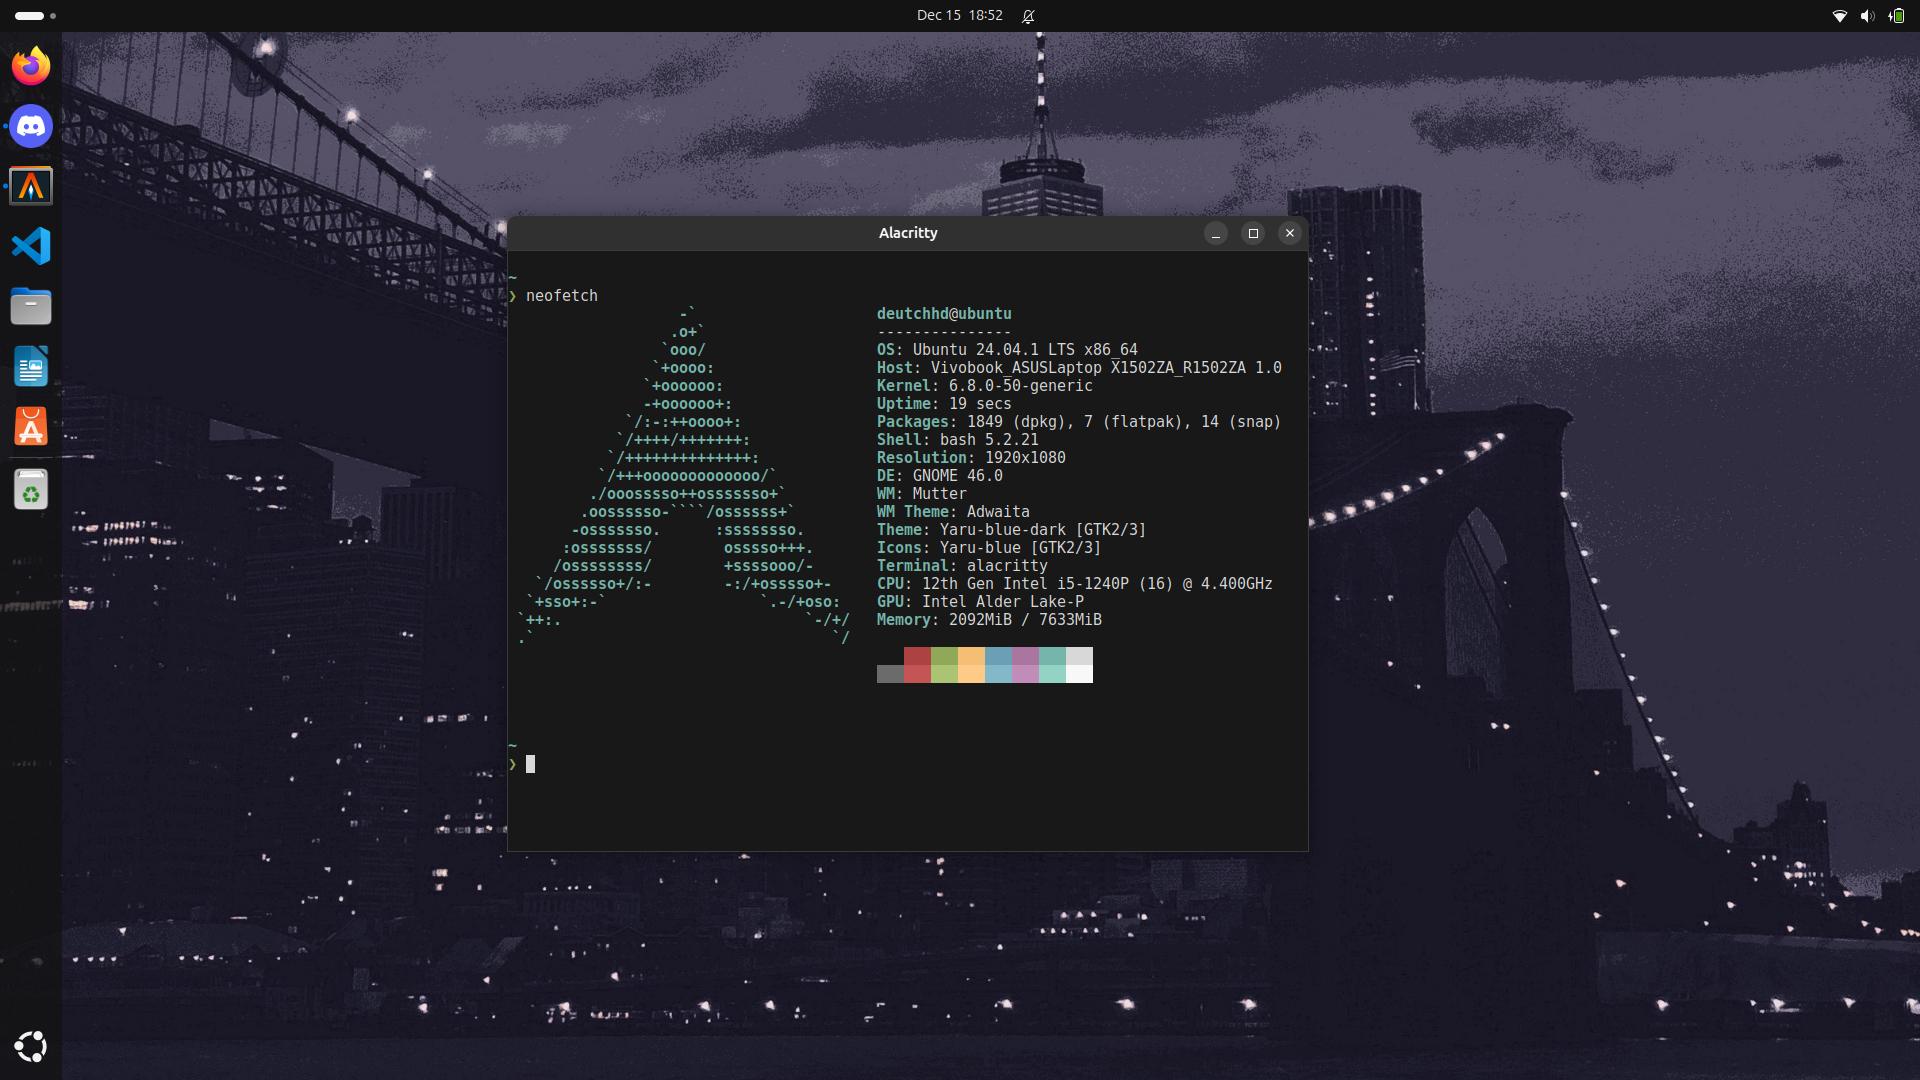 Dec 15 18:52
Alacritty
~
❯ neofetch
                   -`
                  .o+`
                 `ooo/
                `+oooo:
               `+oooooo:
               -+oooooo+:
             `/:-:++oooo+:
            `/++++/+++++++:
           `/++++++++++++++:
          `/+++ooooooooooooo/`
         ./ooosssso++osssssso+`
        .oossssso-````/ossssss+`
       -osssssso.      :ssssssso.
      :osssssss/        osssso+++.
     /ossssssss/        +ssssooo/-
   `/ossssso+/:-        -:/+osssso+-
  `+sso+:-`                 `.-/+oso:
 `++:.                           `-/+/
 .`                                 `/
deutchhd@ubuntu
---------------
OS: Ubuntu 24.04.1 LTS x86_64
Host: Vivobook_ASUSLaptop X1502ZA_R1502ZA 1.0
Kernel: 6.8.0-50-generic
Uptime: 19 secs
Packages: 1849 (dpkg), 7 (flatpak), 14 (snap)
Shell: bash 5.2.21
Resolution: 1920x1080
DE: GNOME 46.0
WM: Mutter
WM Theme: Adwaita
Theme: Yaru-blue-dark [GTK2/3]
Icons: Yaru-blue [GTK2/3]
Terminal: alacritty
CPU: 12th Gen Intel i5-1240P (16) @ 4.400GHz
GPU: Intel Alder Lake-P
Memory: 2092MiB / 7633MiB
~
❯